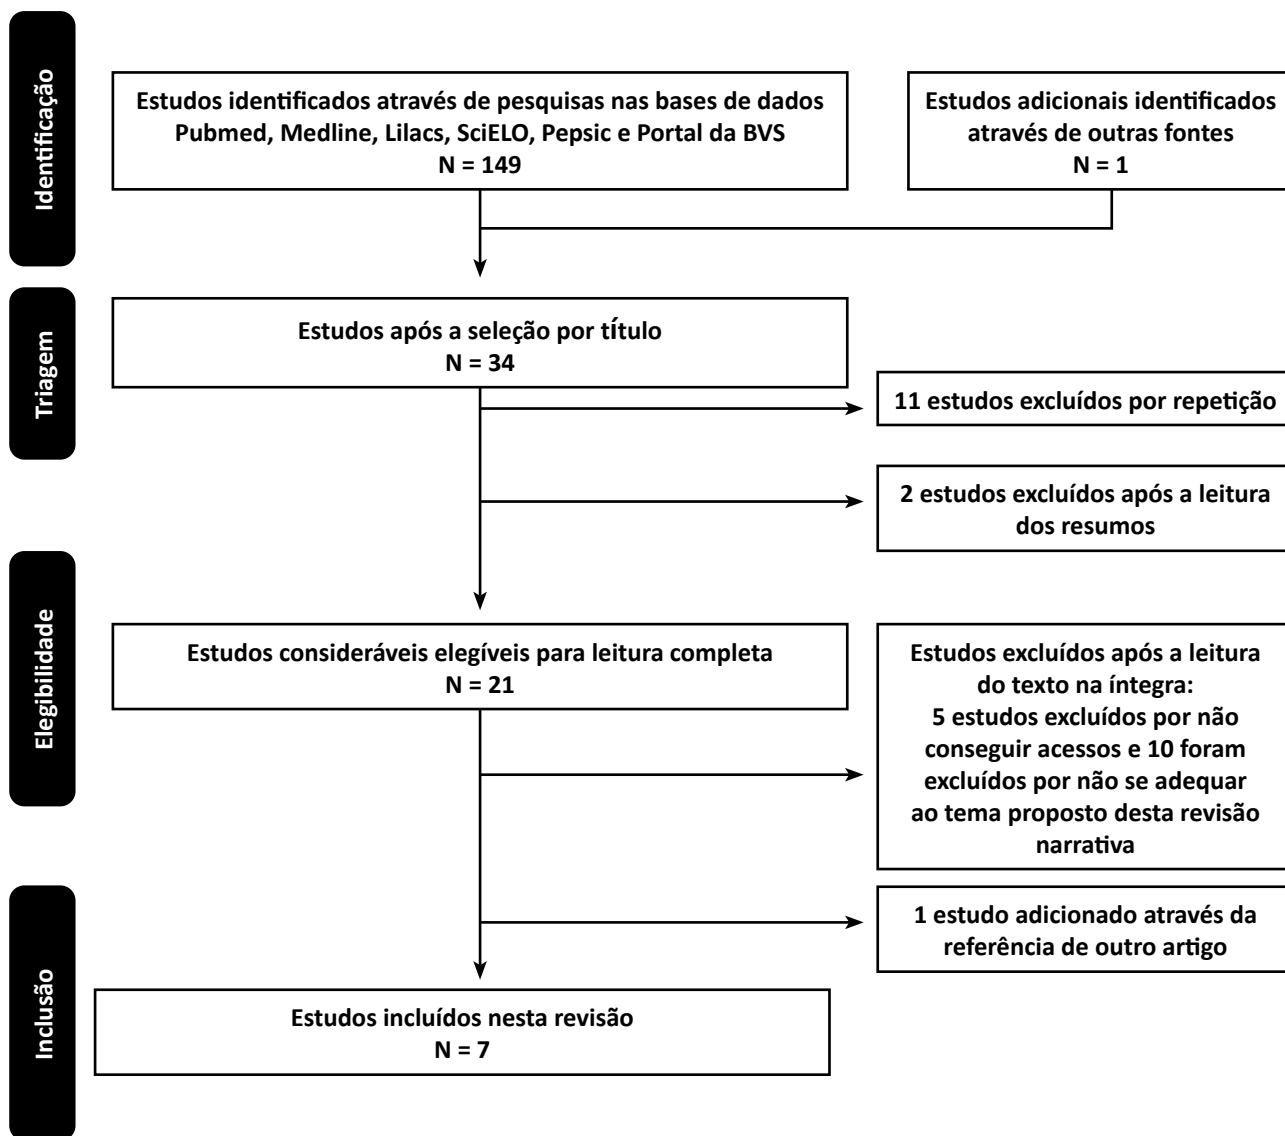 Identificação
Estudos identificados através de pesquisas nas bases de dados
Pubmed, Medline, Lilacs, SciELO, Pepsic e Portal da BVS
N = 149
Estudos adicionais identificados
através de outras fontes
N = 1
Triagem
Estudos após a seleção por título
N = 34
11 estudos excluídos por repetição
2 estudos excluídos após a leitura
dos resumos
Elegibilidade
Estudos consideráveis elegíveis para leitura completa
N = 21
Estudos excluídos após a leitura
do texto na íntegra:
5 estudos excluídos por não
conseguir acessos e 10 foram
excluídos por não se adequar
ao tema proposto desta revisão
narrativa
Inclusão
1 estudo adicionado através da
referência de outro artigo
Estudos incluídos nesta revisão
N = 7